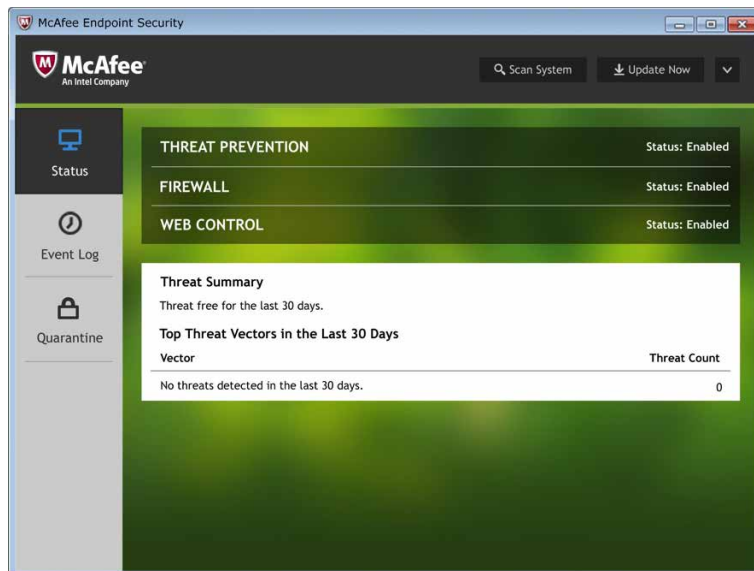 McAfee Endpoint Security
McAfee
An Intel Company
Scan System
Update Now
Status
Event Log
Quarantine
THREAT PREVENTION Status: Enabled
FIREWALL Status: Enabled
WEB CONTROL Status: Enabled
Threat Summary
Threat free for the last 30 days.
Top Threat Vectors in the Last 30 Days
Vector Threat Count
No threats detected in the last 30 days. 0